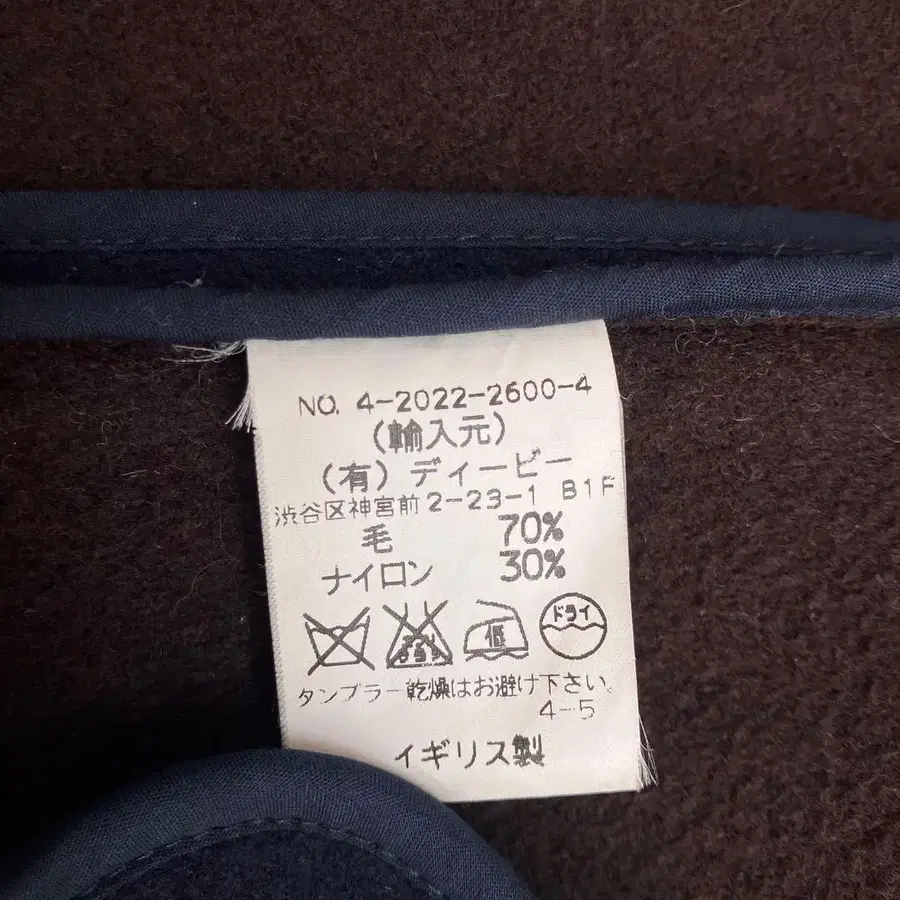 NO. 4-2022-2600-4
(輸入元)
(有) ディービー
渋谷区神宮前2-23-1 B1F
毛 70%
ナイロン 30%
低 ドライ
タンブラー乾燥はお避け下さい。
4-5
イギリス製